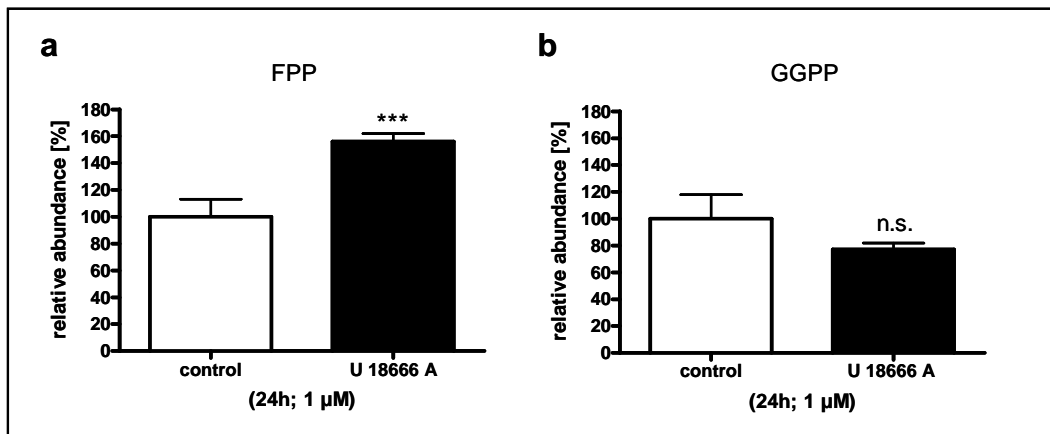 a
FPP
relative abundance [%]
180
160
140
120
100
80
60
40
20
0
***
control
U 18666 A
(24h; 1 µM)
b
GGPP
relative abundance [%]
180
160
140
120
100
80
60
40
20
0
n.s.
control
U 18666 A
(24h; 1 µM)